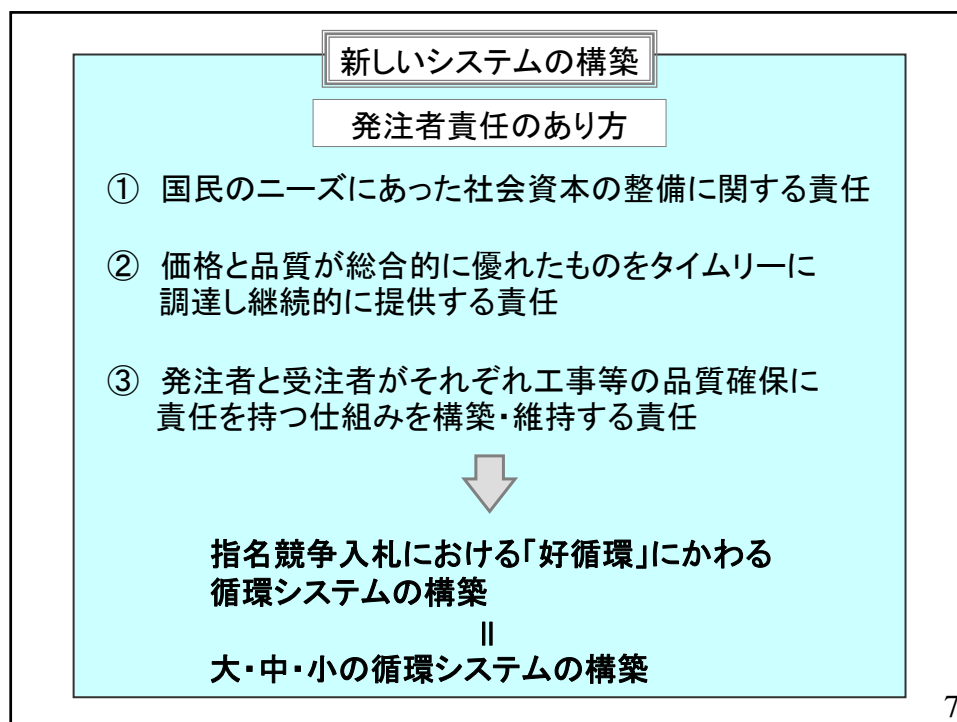 新しいシステムの構築
発注者責任のあり方
① 国民のニーズにあった社会資本の整備に関する責任
② 価格と品質が総合的に優れたものをタイムリーに
調達し継続的に提供する責任
③ 発注者と受注者がそれぞれ工事等の品質確保に
責任を持つ仕組みを構築・維持する責任
指名競争入札における「好循環」にかわる
循環システムの構築
＝
大・中・小の循環システムの構築
7